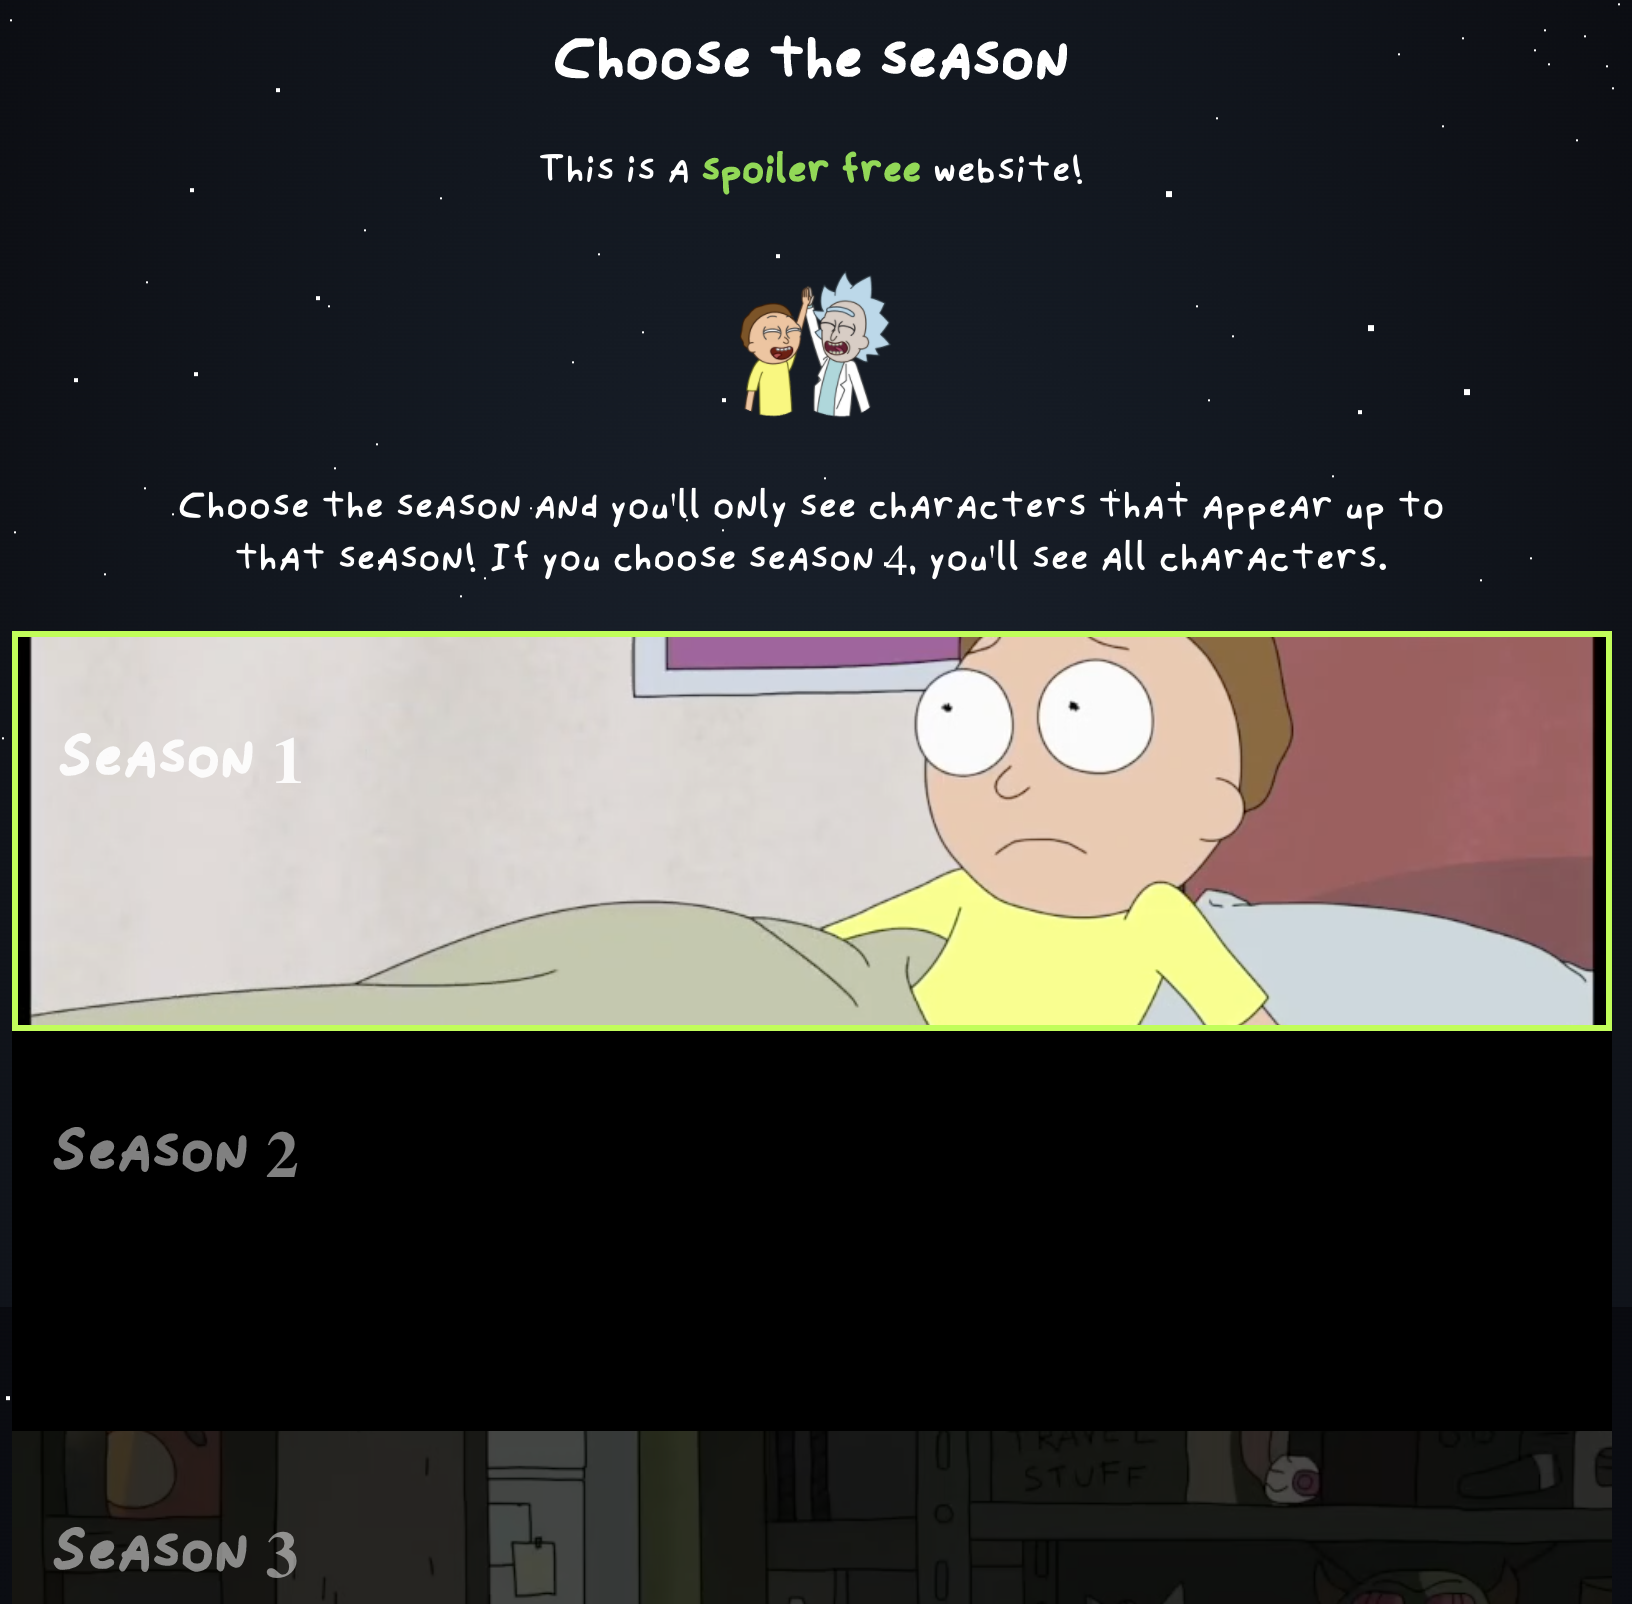 Choose the season
This is a spoiler free website!
Choose the season and you'll only see characters that appear up to
that season! If you choose season 4, you'll see all characters.
Season 1
Season 2
TRAVEL
STUFF
Season 3